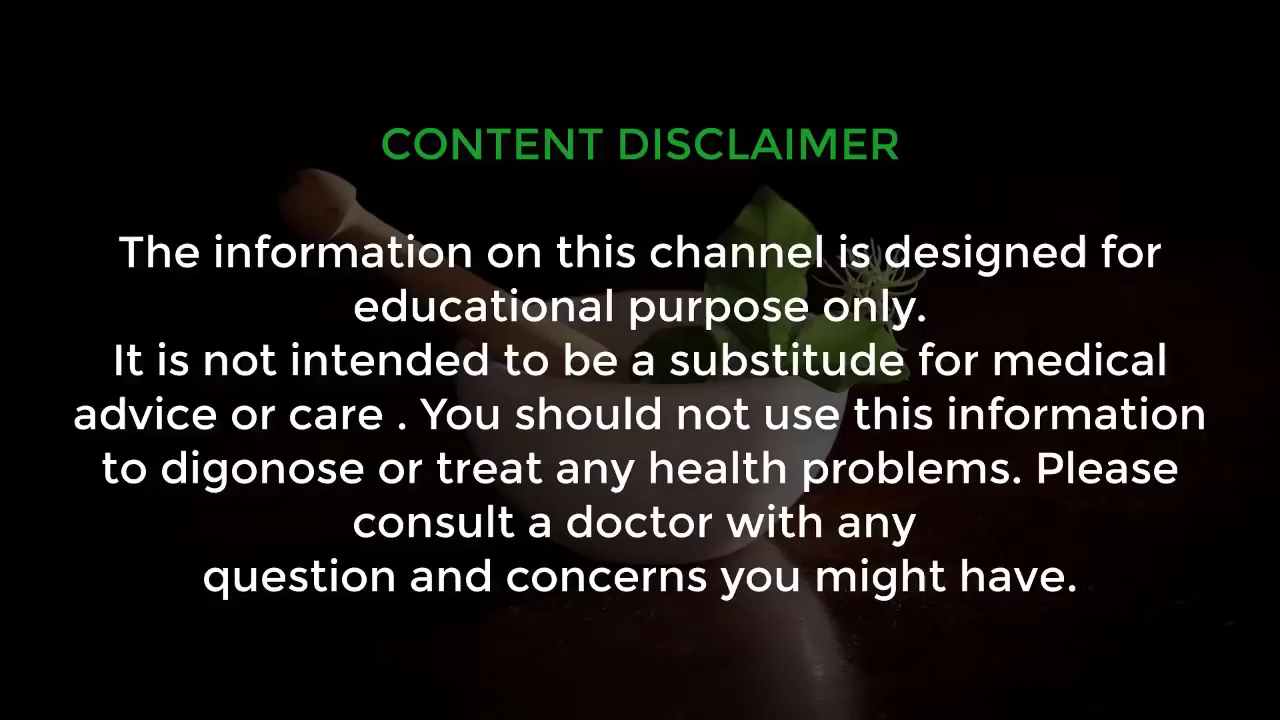 CONTENT DISCLAIMER
The information on this channel is designed for
educational purpose only.
It is not intended to be a substitude for medical
advice or care . You should not use this information
to digonose or treat any health problems. Please
consult a doctor with any
question and concerns you might have.